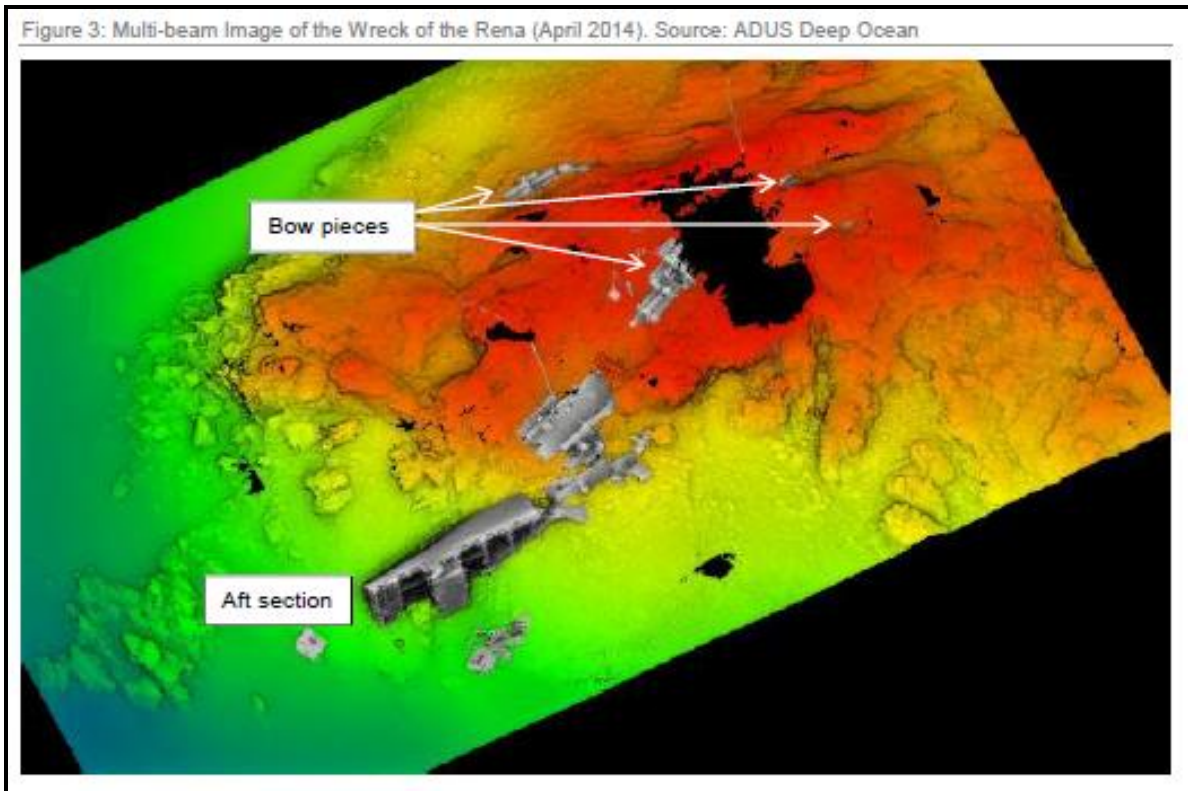 Figure 3: Multi-beam Image of the Wreck of the Rena (April 2014). Source: ADUS Deep Ocean
Bow pieces
Aft section